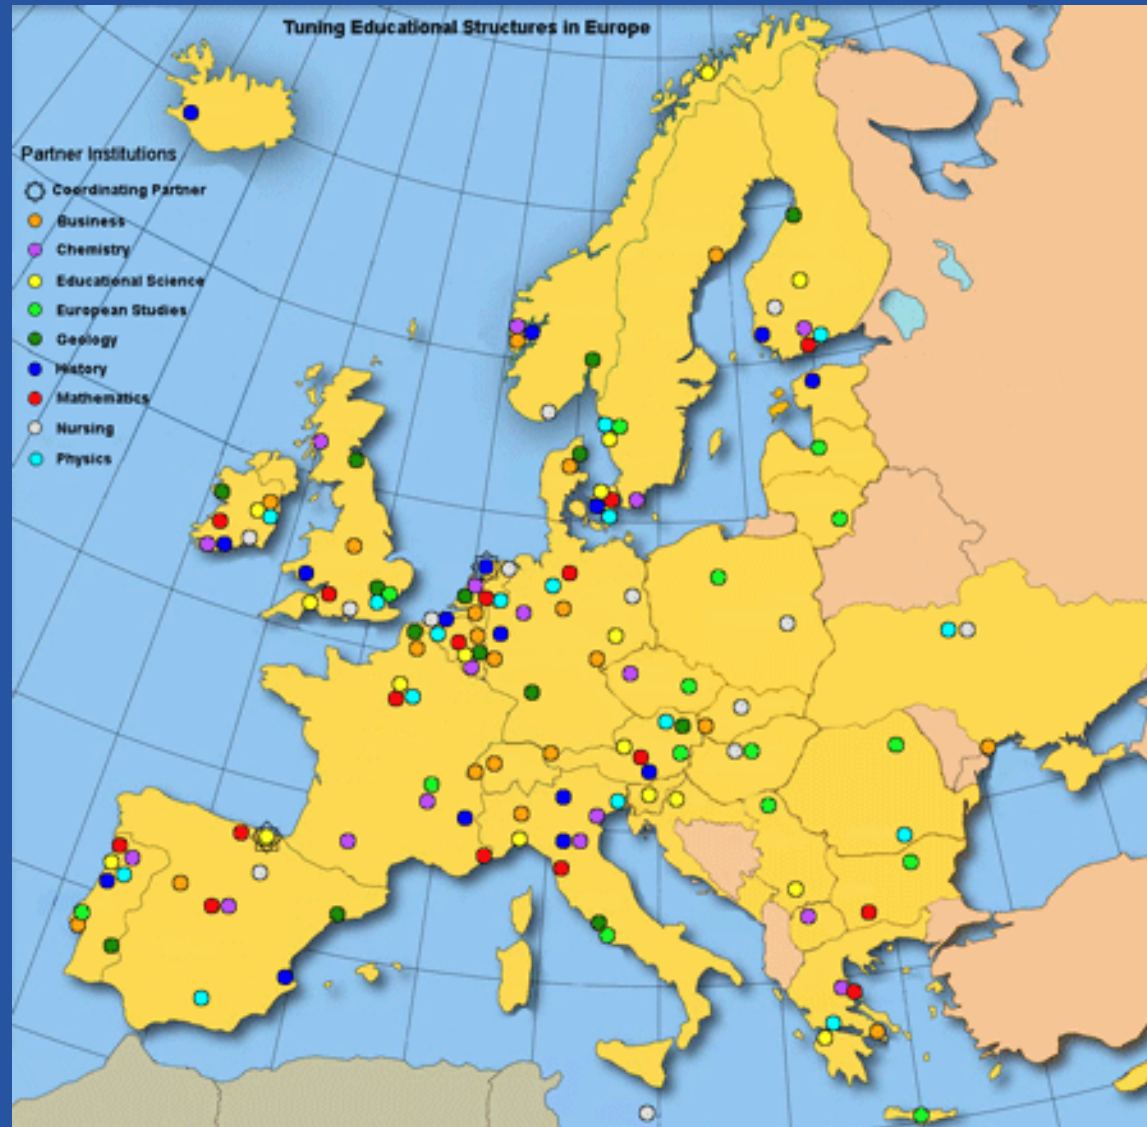 Tuning Educational Structures in Europe
Partner Institutions
Coordinating Partner
Business
Chemistry
Educational Science
European Studies
Geology
History
Mathematics
Nursing
Physics